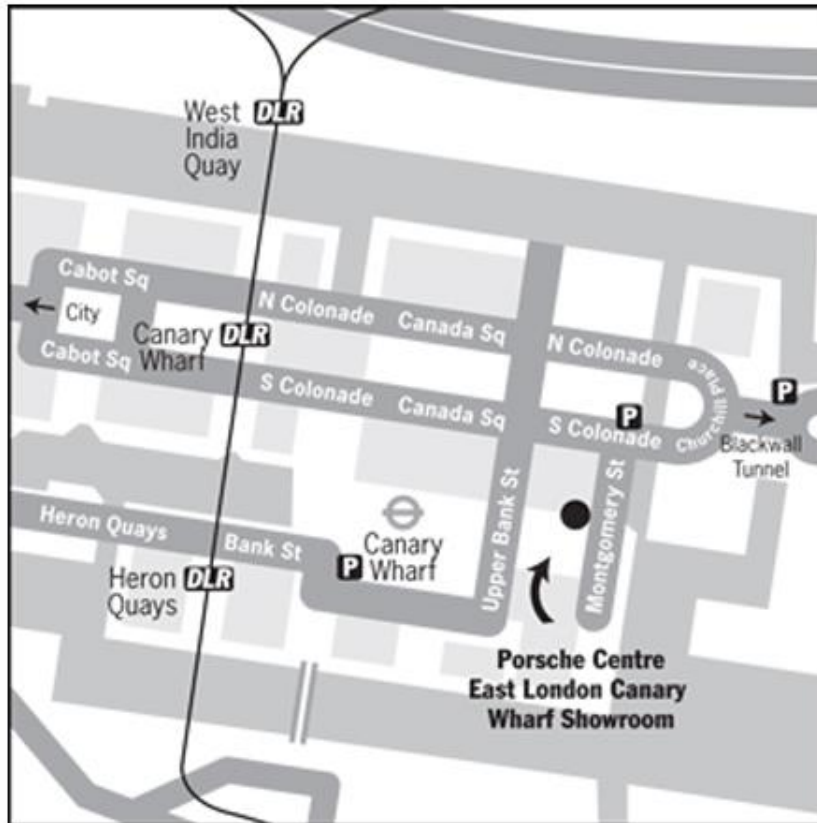 West DLR
India
Quay
Cabot Sq
City
N Colonade
Canada Sq
N Colonade
Canary DLR
Wharf
Cabot Sq
S Colonade
Canada Sq
S Colonade
P
Churchill Place
P
Blackwall
Tunnel
Heron Quays
Bank St
Canary
P Wharf
Upper Bank St
Montgomery St
Heron DLR
Quays
Porsche Centre
East London Canary
Wharf Showroom